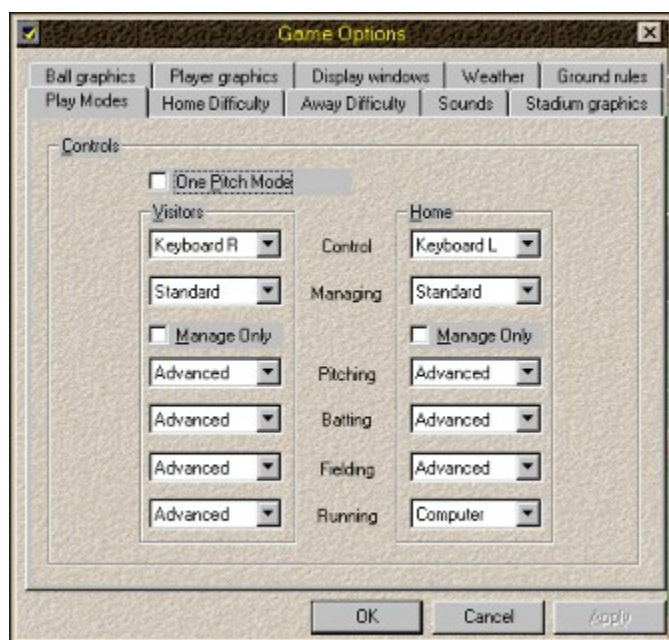 Game Options
Ball graphics Player graphics Display windows Weather Ground rules
Play Modes Home Difficulty Away Difficulty Sounds Stadium graphics
Controls
One Pitch Mode
Visitors Home
Keyboard R Control Keyboard L
Standard Managing Standard
Manage Only Manage Only
Advanced Pitching Advanced
Advanced Batting Advanced
Advanced Fielding Advanced
Advanced Running Computer
OK Cancel Apply